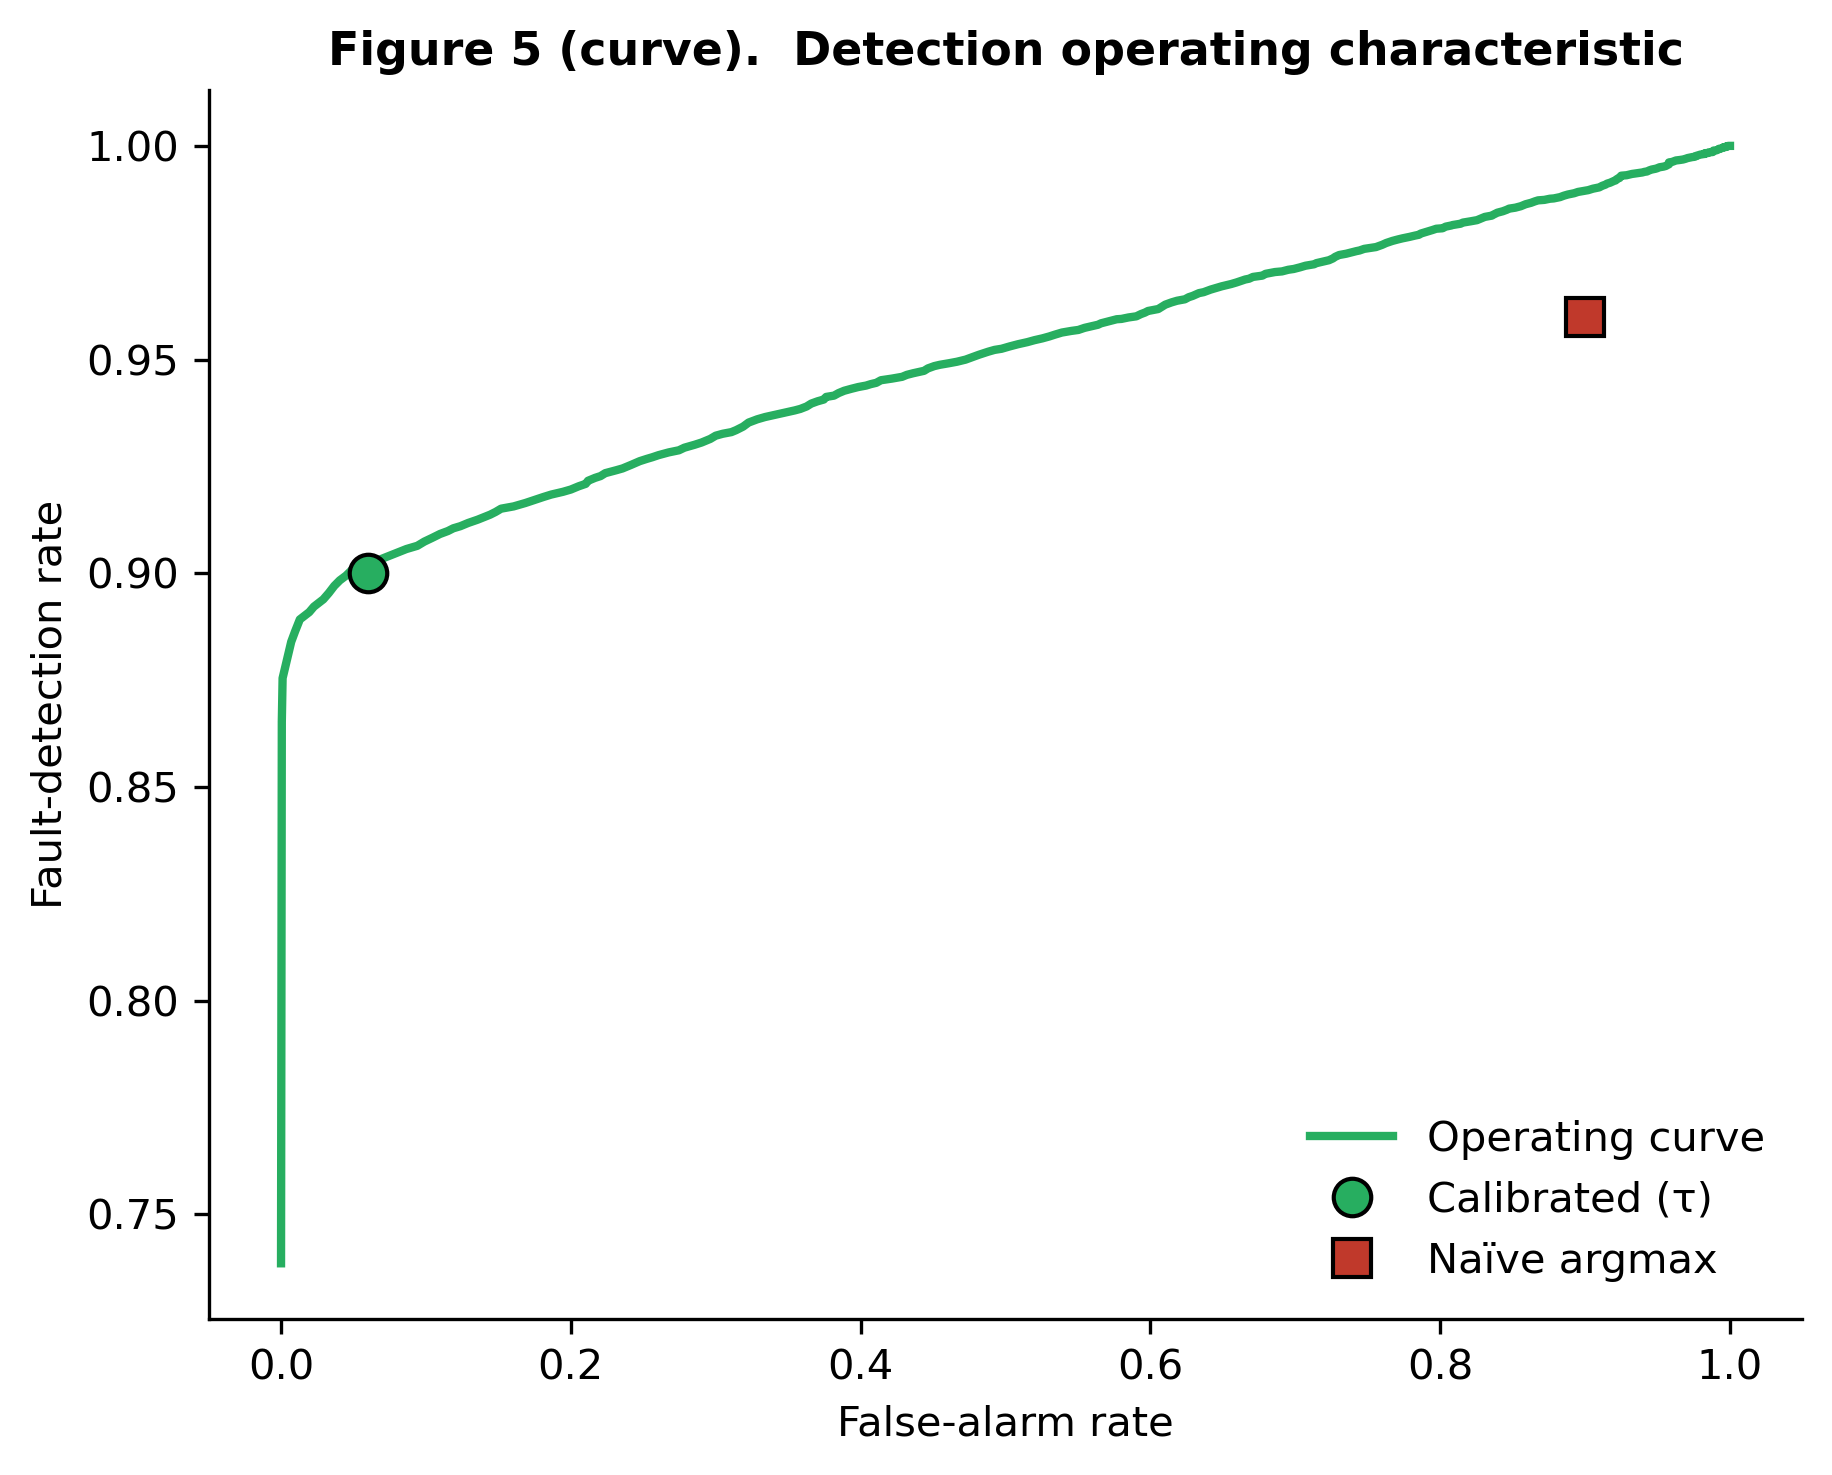 Figure 5 (curve).  Detection operating characteristic
1.00
0.95
0.90
0.85
0.80
0.75
Fault-detection rate
0.0 0.2 0.4 0.6 0.8 1.0
False-alarm rate
Operating curve
Calibrated (τ)
Naïve argmax